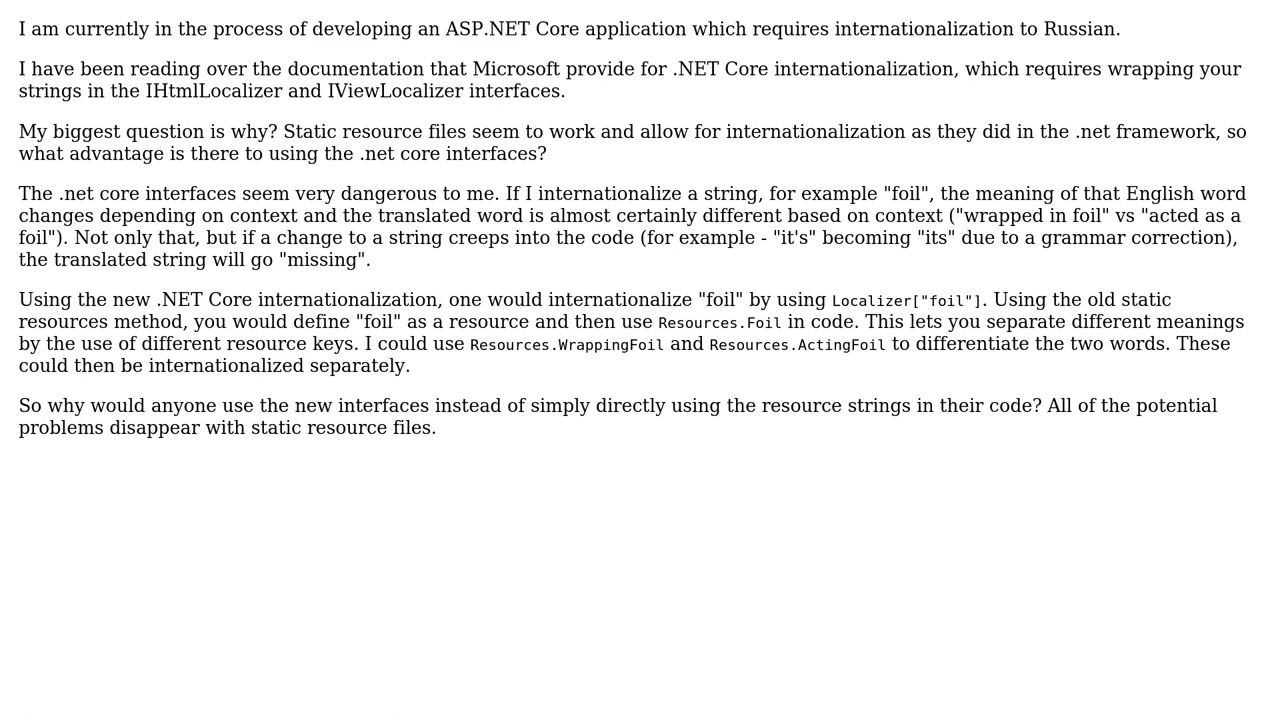 I am currently in the process of developing an ASP.NET Core application which requires internationalization to Russian.
I have been reading over the documentation that Microsoft provide for .NET Core internationalization, which requires wrapping your
strings in the IHtmlLocalizer and IViewLocalizer interfaces.
My biggest question is why? Static resource files seem to work and allow for internationalization as they did in the .net framework, so
what advantage is there to using the .net core interfaces?
The .net core interfaces seem very dangerous to me. If I internationalize a string, for example "foil", the meaning of that English word
changes depending on context and the translated word is almost certainly different based on context ("wrapped in foil" vs "acted as a
foil"). Not only that, but if a change to a string creeps into the code (for example - "it's" becoming "its" due to a grammar correction),
the translated string will go "missing".
Using the new .NET Core internationalization, one would internationalize "foil" by using Localizer["foil"]. Using the old static
resources method, you would define "foil" as a resource and then use Resources.Foil in code. This lets you separate different meanings
by the use of different resource keys. I could use Resources.WrappingFoil and Resources.ActingFoil to differentiate the two words. These
could then be internationalized separately.
So why would anyone use the new interfaces instead of simply directly using the resource strings in their code? All of the potential
problems disappear with static resource files.